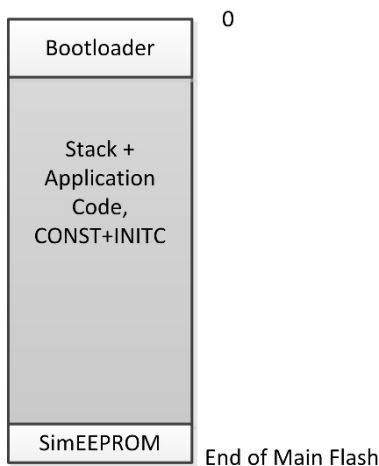 0
Bootloader
Stack +
Application
Code,
CONST+INITC
SimEEPROM
End of Main Flash